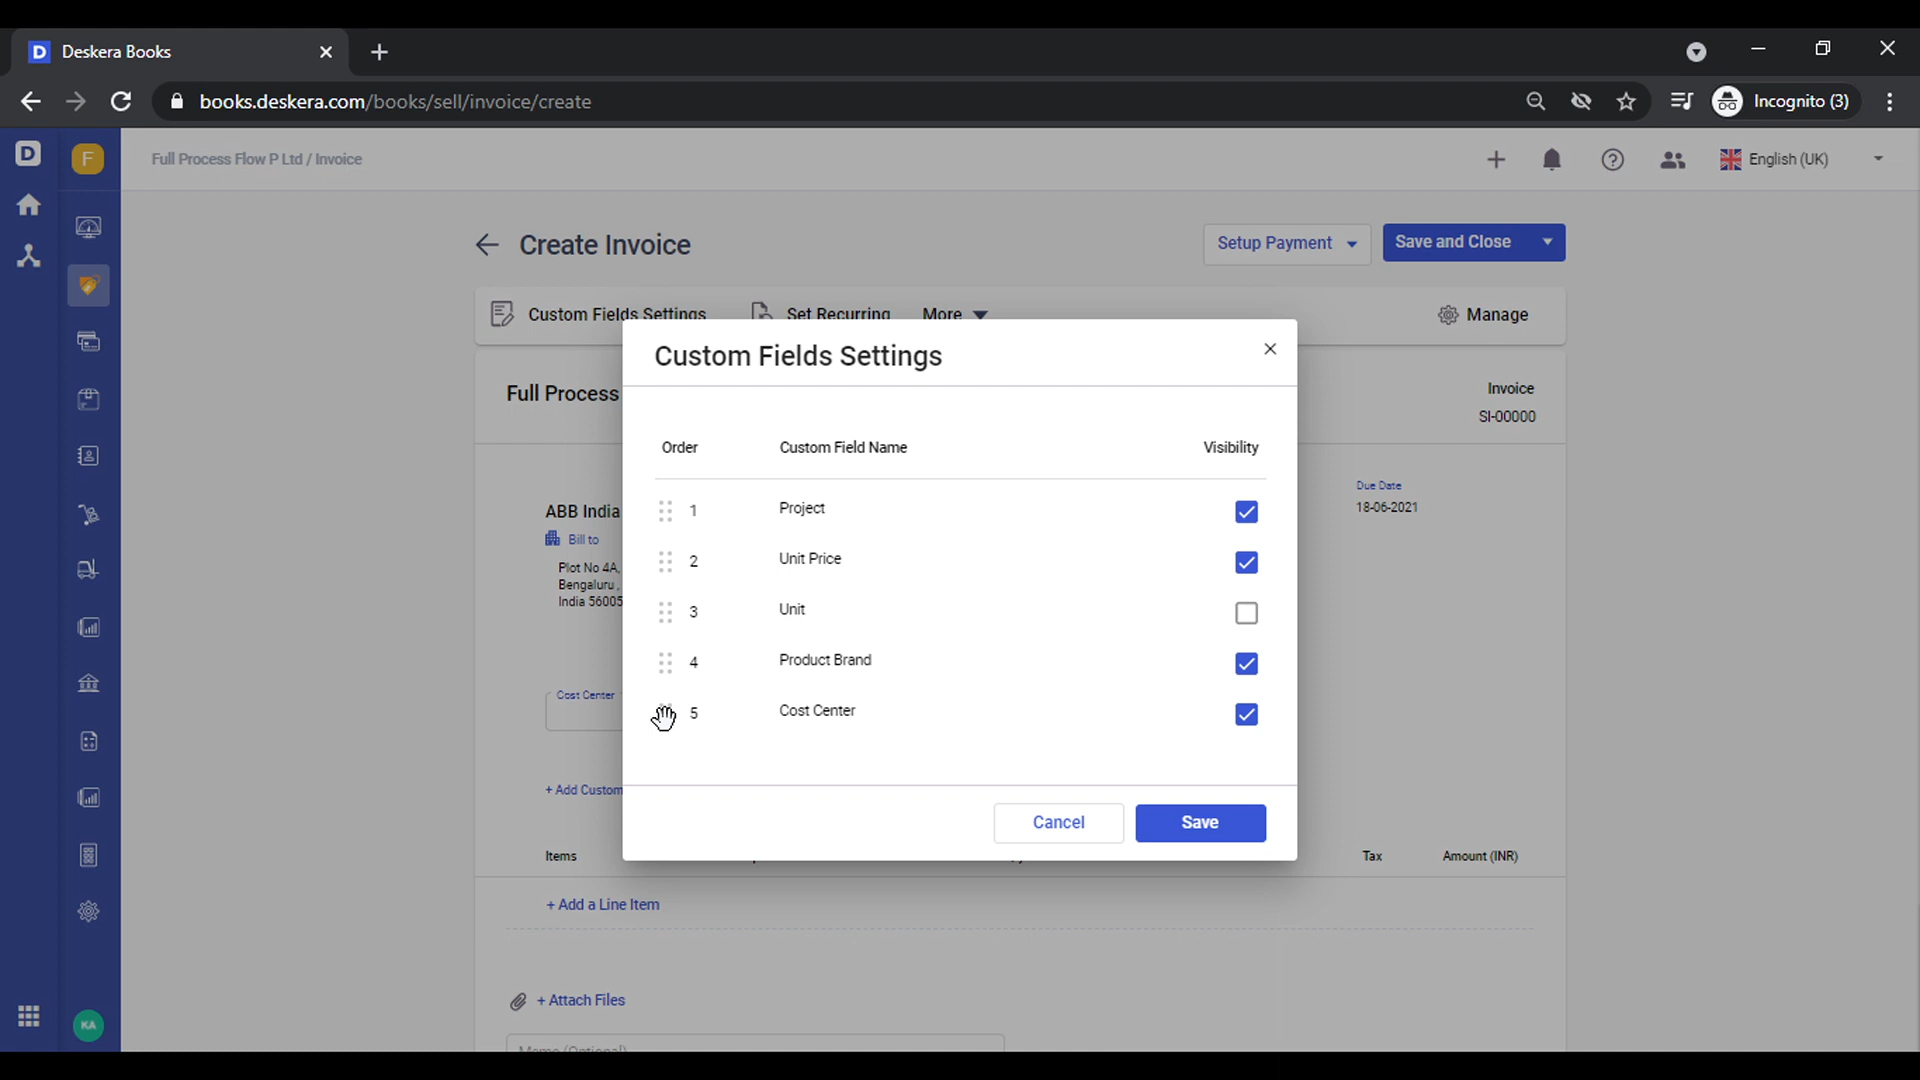 D Deskera Books
books.deskera.com/books/sell/invoice/create
Incognito (3)
D F Full Process Flow P Ltd / Invoice
English (UK)
Create Invoice
Setup Payment
Save and Close
Custom Fields Settings
Set Recurring
More
Manage
Custom Fields Settings
Full Process
Invoice
SI-00000
Order Custom Field Name Visibility
Due Date
18-06-2021
1 Project
ABB India
Bill to
2 Unit Price
Plot No 4A,
Bengaluru,
India 56005
3 Unit
4 Product Brand
Cost Center
5 Cost Center
+ Add Custom
Cancel Save
Items Tax Amount (INR)
+ Add a Line Item
+ Attach Files
KA
Memo (Optional)